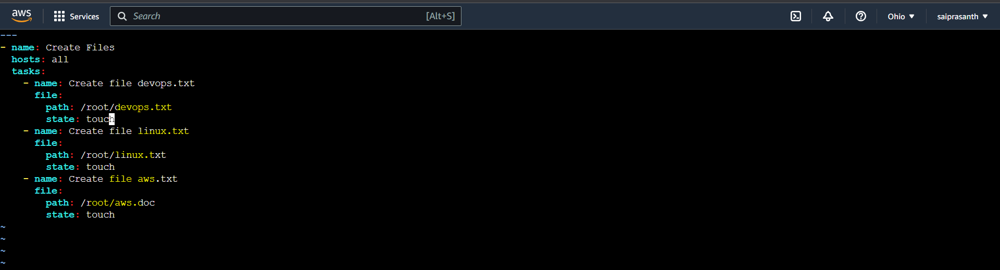 aws Services Search [Alt+S] Ohio ▼ saiprasanth ▼
---
- name: Create Files
  hosts: all
  tasks:
    - name: Create file devops.txt
      file:
        path: /root/devops.txt
        state: touch
    - name: Create file linux.txt
      file:
        path: /root/linux.txt
        state: touch
    - name: Create file aws.txt
      file:
        path: /root/aws.doc
        state: touch
~
~
~
~